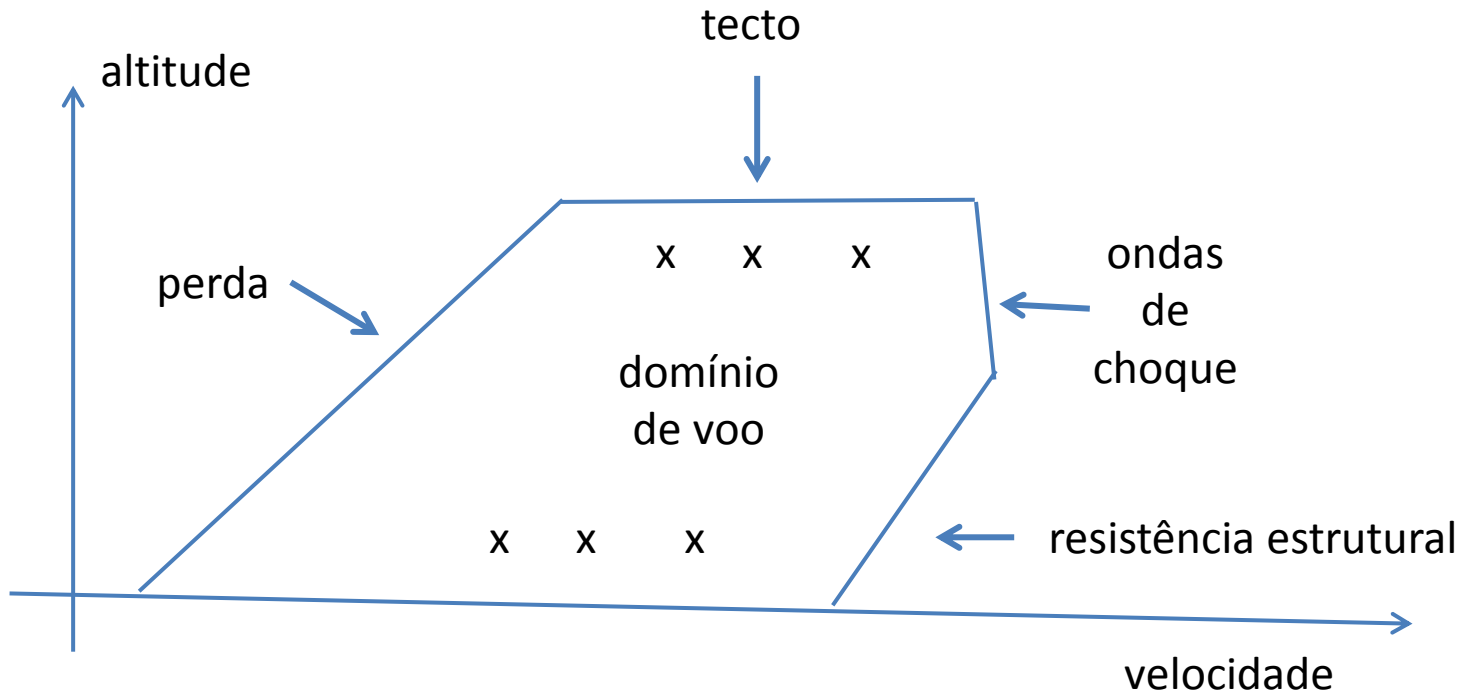 tecto
altitude
perda
x x x
ondas
de
choque
domínio
de voo
x x x
resistência estrutural
velocidade